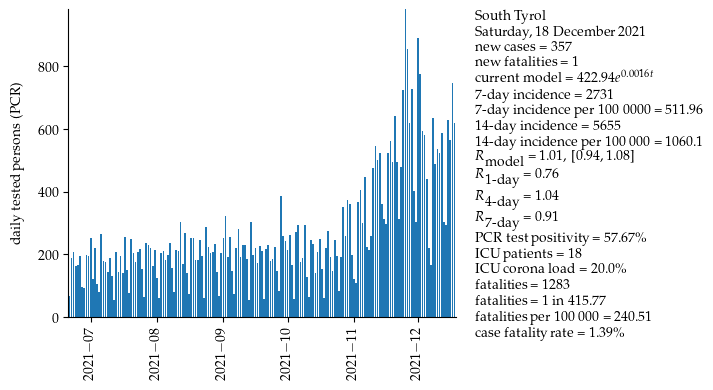 daily tested persons (PCR)
800
600
400
200
0
2021−07
2021−08
2021−09
2021−10
2021−11
2021−12
South Tyrol
Saturday, 18 December 2021
new cases = 357
new fatalities = 1
current model = 422.94e^0.0016t
7-day incidence = 2731
7-day incidence per 100 0000 = 511.96
14-day incidence = 5655
14-day incidence per 100 000 = 1060.1
R model = 1.01, [0.94, 1.08]
R 1-day = 0.76
R 4-day = 1.04
R 7-day = 0.91
PCR test positivity = 57.67%
ICU patients = 18
ICU corona load = 20.0%
fatalities = 1283
fatalities = 1 in 415.77
fatalities per 100 000 = 240.51
case fatality rate = 1.39%